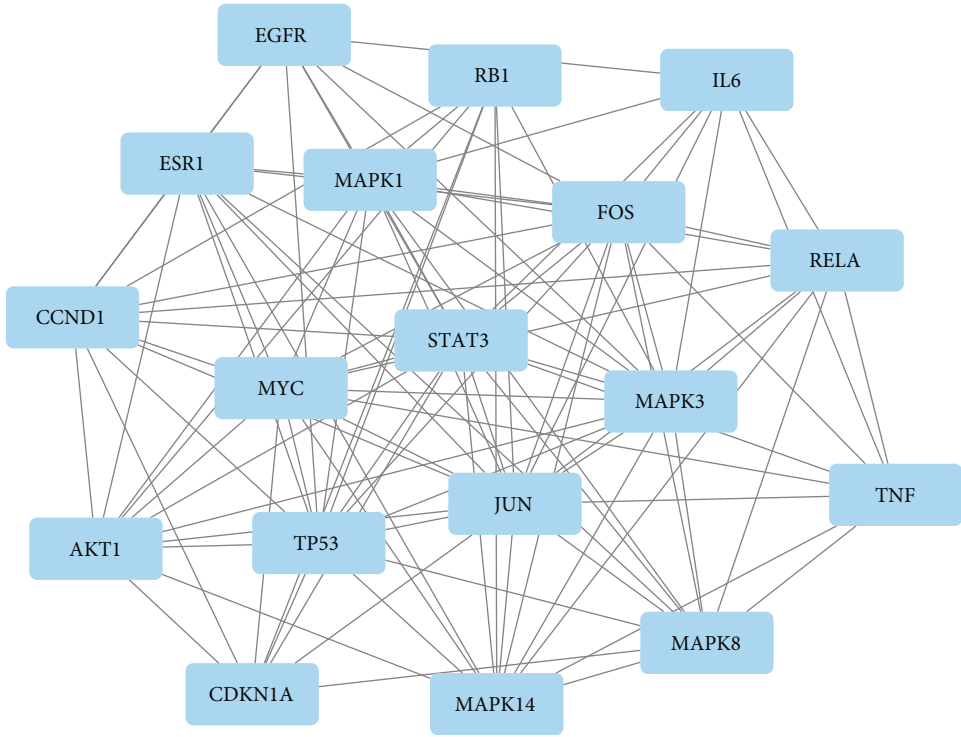 EGFR
RB1
IL6
ESR1
MAPK1
FOS
RELA
CCND1
STAT3
MYC
MAPK3
TNF
JUN
AKT1
TP53
MAPK8
CDKN1A
MAPK14